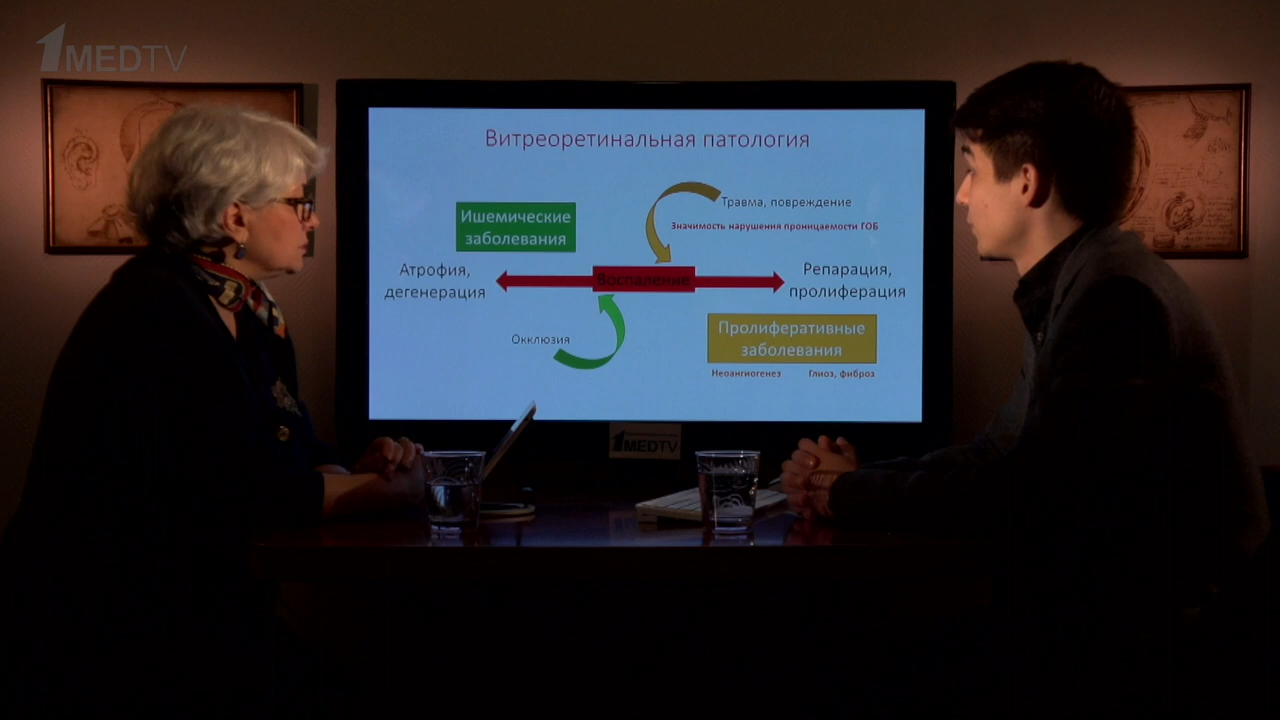 1MEDTV
Витреоретинальная патология
Травма, повреждение
Ишемические
заболевания
Значимость нарушения проницаемости ГОБ
Атрофия,
дегенерация
Воспаление
Репарация,
пролиферация
Окклюзия
Пролиферативные
заболевания
Неоангиогенез
Глиоз, фиброз
1MEDTV